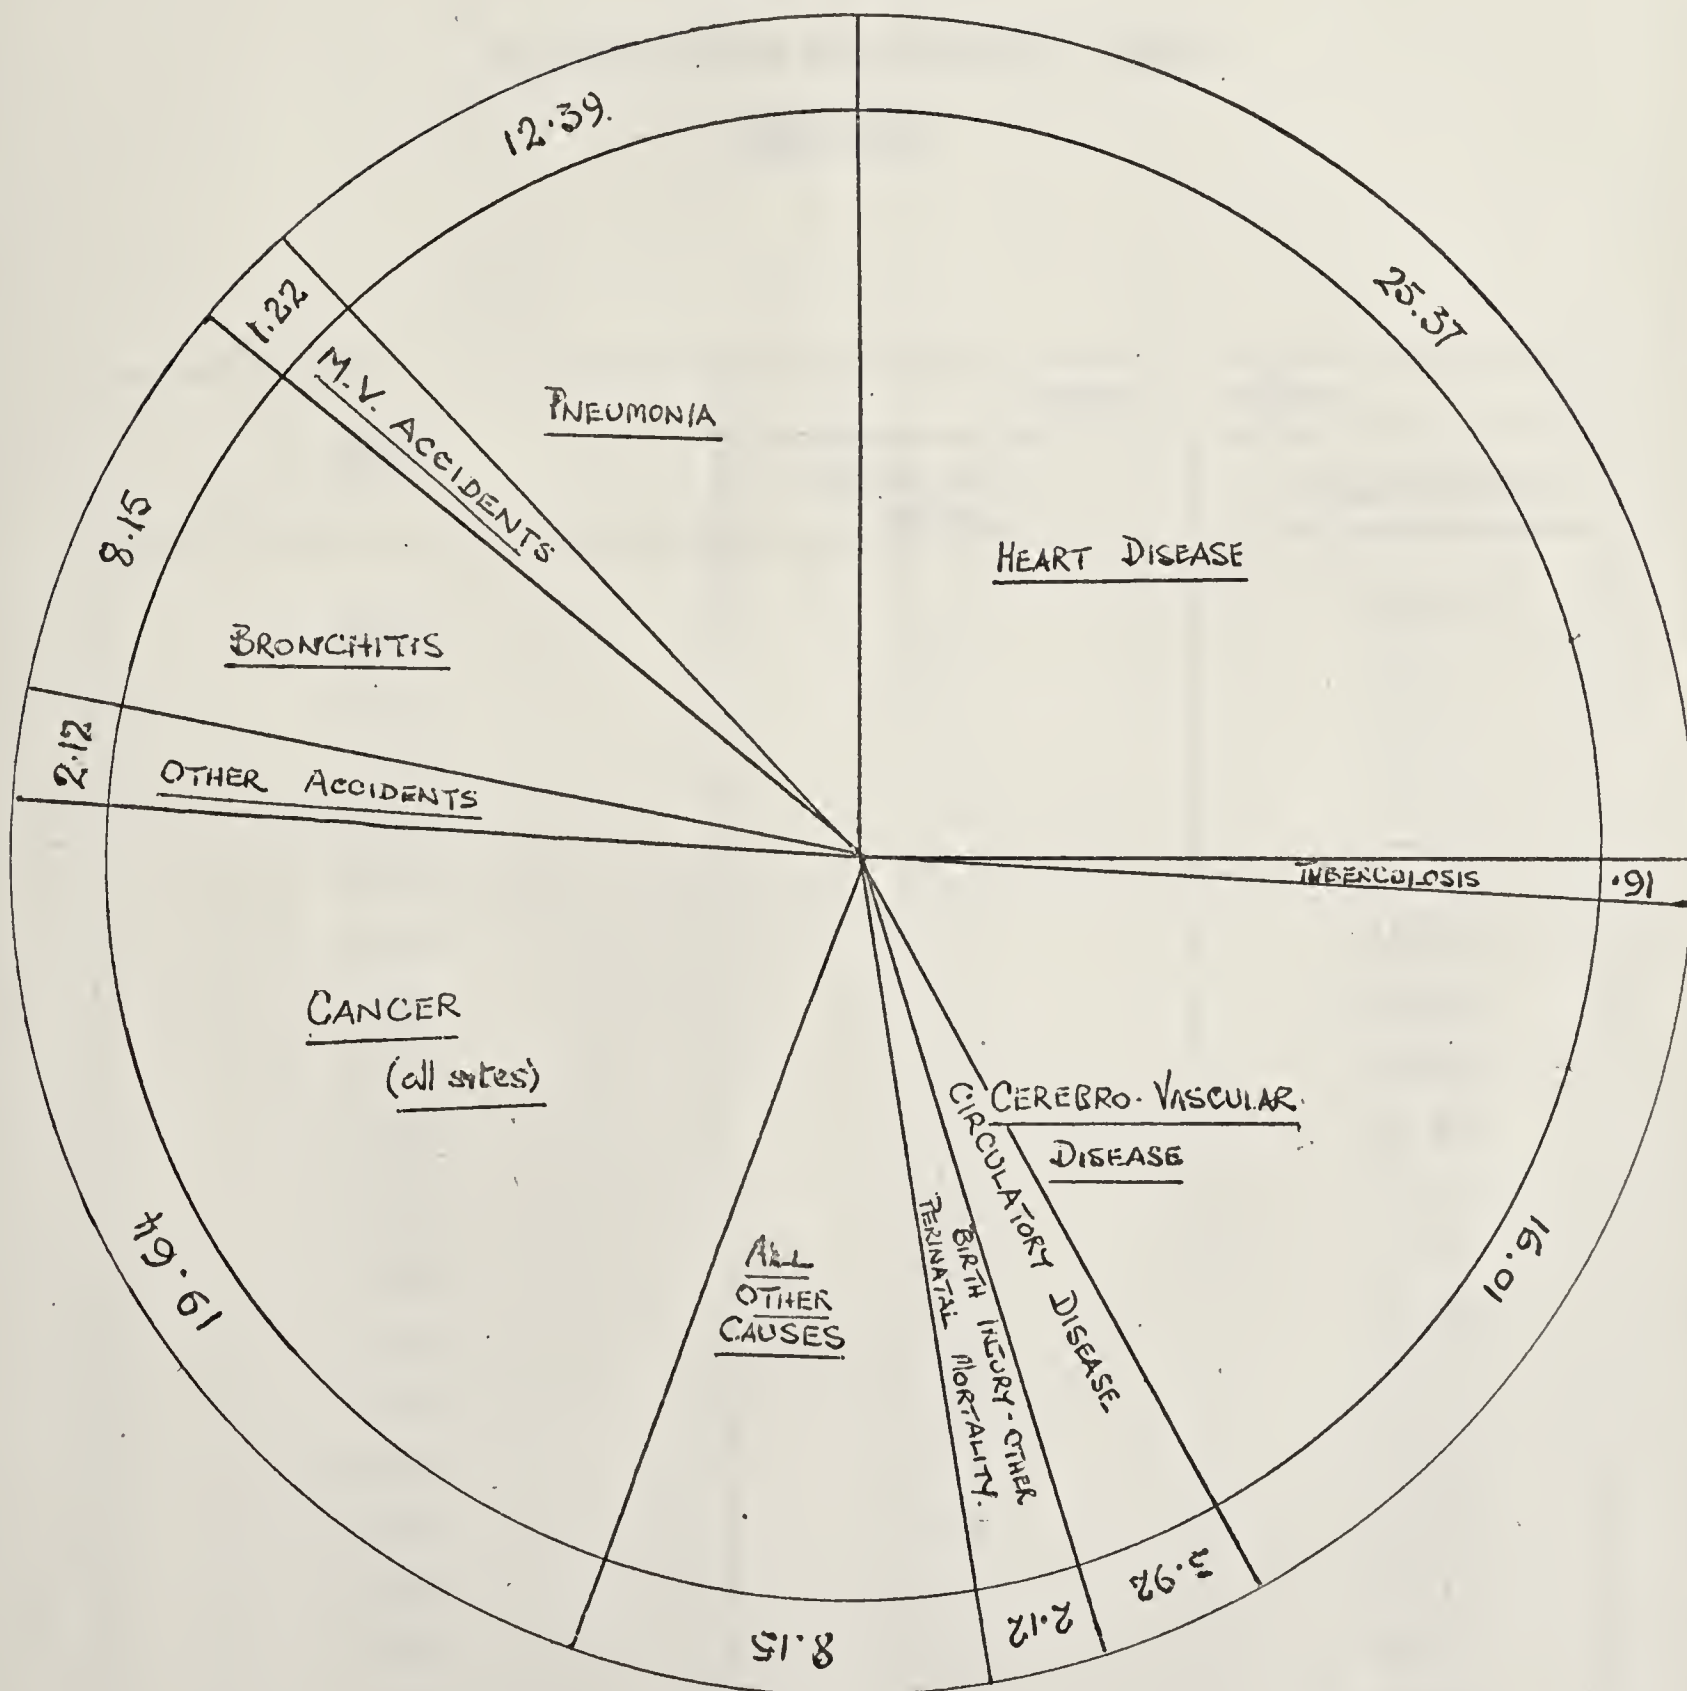 12.39.
25.37
1.22
M.V. ACCIDENTS
PNEUMONIA
8.15
HEART DISEASE
BRONCHITIS
2.12
OTHER ACCIDENTS
TUBERCULOSIS
.91
CANCER
(all sites)
CEREBRO-VASCULAR
DISEASE
CIRCULATORY DISEASE
BIRTH INJURY-OTHER
PERINATAL MORTALITY.
ALL
OTHER
CAUSES
19.64
16.01
3.92
2.12
8.15